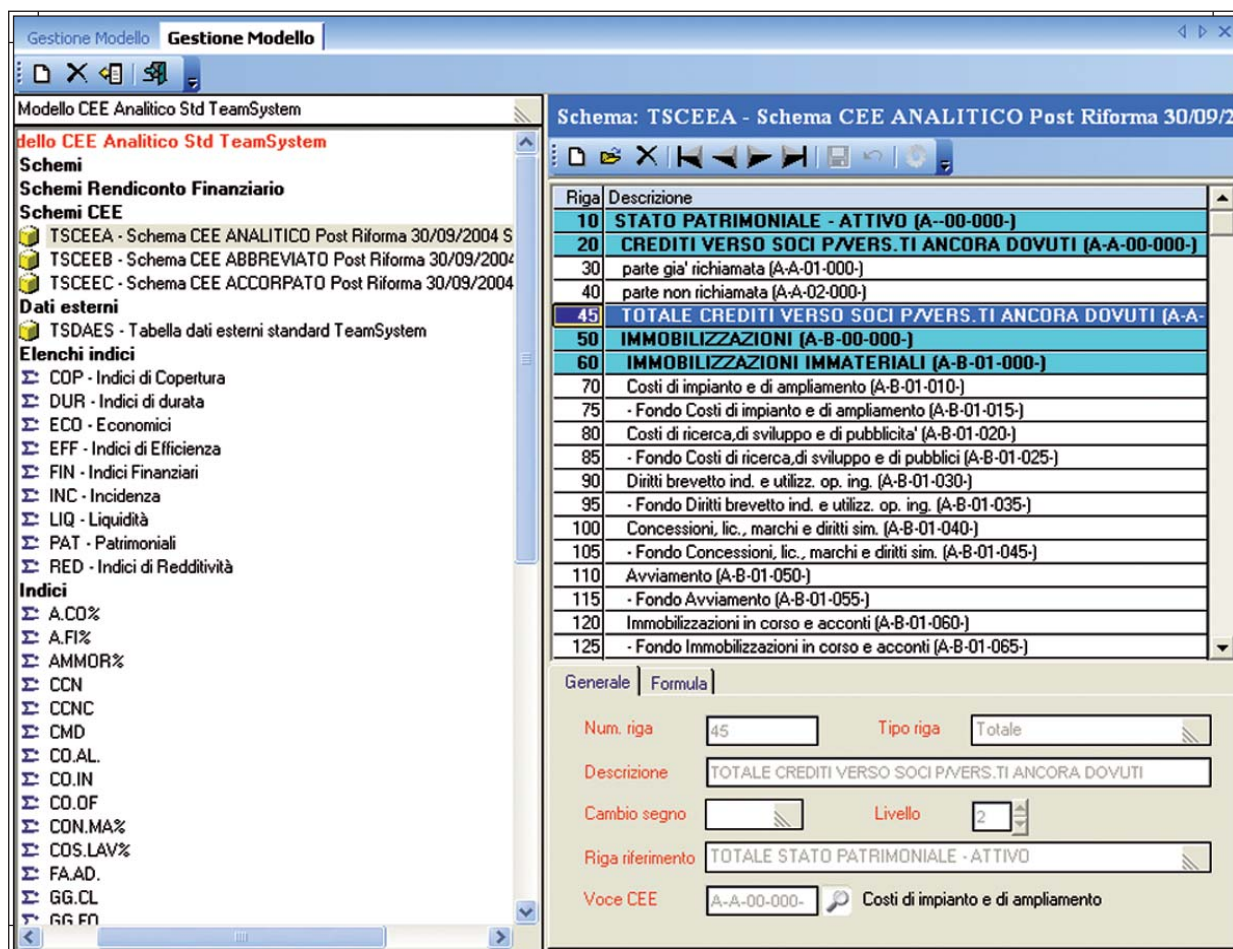 Gestione Modello Gestione Modello
Modello CEE Analitico Std TeamSystem
dello CEE Analitico Std TeamSystem
Schemi
Schemi Rendiconto Finanziario
Schemi CEE
TSCEEA - Schema CEE ANALITICO Post Riforma 30/09/2004 S
TSCEEB - Schema CEE ABBREVIATO Post Riforma 30/09/2004
TSCEEC - Schema CEE ACCORPATO Post Riforma 30/09/2004
Dati esterni
TSDAES - Tabella dati esterni standard TeamSystem
Elenchi indici
COP - Indici di Copertura
DUR - Indici di durata
ECO - Economici
EFF - Indici di Efficienza
FIN - Indici Finanziari
INC - Incidenza
LIQ - Liquidità
PAT - Patrimoniali
RED - Indici di Redditività
Indici
A.CO%
A.FI%
AMMOR%
CCN
CCNC
CMD
CO.AL.
CO.IN
CO.OF
CON.MA%
COS.LAV%
FA.AD.
GG.CL
GG.FO
Schema: TSCEEA - Schema CEE ANALITICO Post Riforma 30/09/2
Riga Descrizione
10 STATO PATRIMONIALE - ATTIVO (A--00-000-)
20 CREDITI VERSO SOCI P/VERS.TI ANCORA DOVUTI (A-A-00-000-)
30 parte gia' richiamata (A-A-01-000-)
40 parte non richiamata (A-A-02-000-)
45 TOTALE CREDITI VERSO SOCI P/VERS.TI ANCORA DOVUTI (A-A-
50 IMMOBILIZZAZIONI (A-B-00-000-)
60 IMMOBILIZZAZIONI IMMATERIALI (A-B-01-000-)
70 Costi di impianto e di ampliamento (A-B-01-010-)
75 - Fondo Costi di impianto e di ampliamento (A-B-01-015-)
80 Costi di ricerca,di sviluppo e di pubblicita' (A-B-01-020-)
85 - Fondo Costi di ricerca,di sviluppo e di pubblici (A-B-01-025-)
90 Diritti brevetto ind. e utilizz. op. ing. (A-B-01-030-)
95 - Fondo Diritti brevetto ind. e utilizz. op. ing. (A-B-01-035-)
100 Concessioni, lic., marchi e diritti sim. (A-B-01-040-)
105 - Fondo Concessioni, lic., marchi e diritti sim. (A-B-01-045-)
110 Avviamento (A-B-01-050-)
115 - Fondo Avviamento (A-B-01-055-)
120 Immobilizzazioni in corso e acconti (A-B-01-060-)
125 - Fondo Immobilizzazioni in corso e acconti (A-B-01-065-)
Generale Formula
Num. riga 45 Tipo riga Totale
Descrizione TOTALE CREDITI VERSO SOCI P/VERS.TI ANCORA DOVUTI
Cambio segno Livello 2
Riga riferimento TOTALE STATO PATRIMONIALE - ATTIVO
Voce CEE A-A-00-000- Costi di impianto e di ampliamento